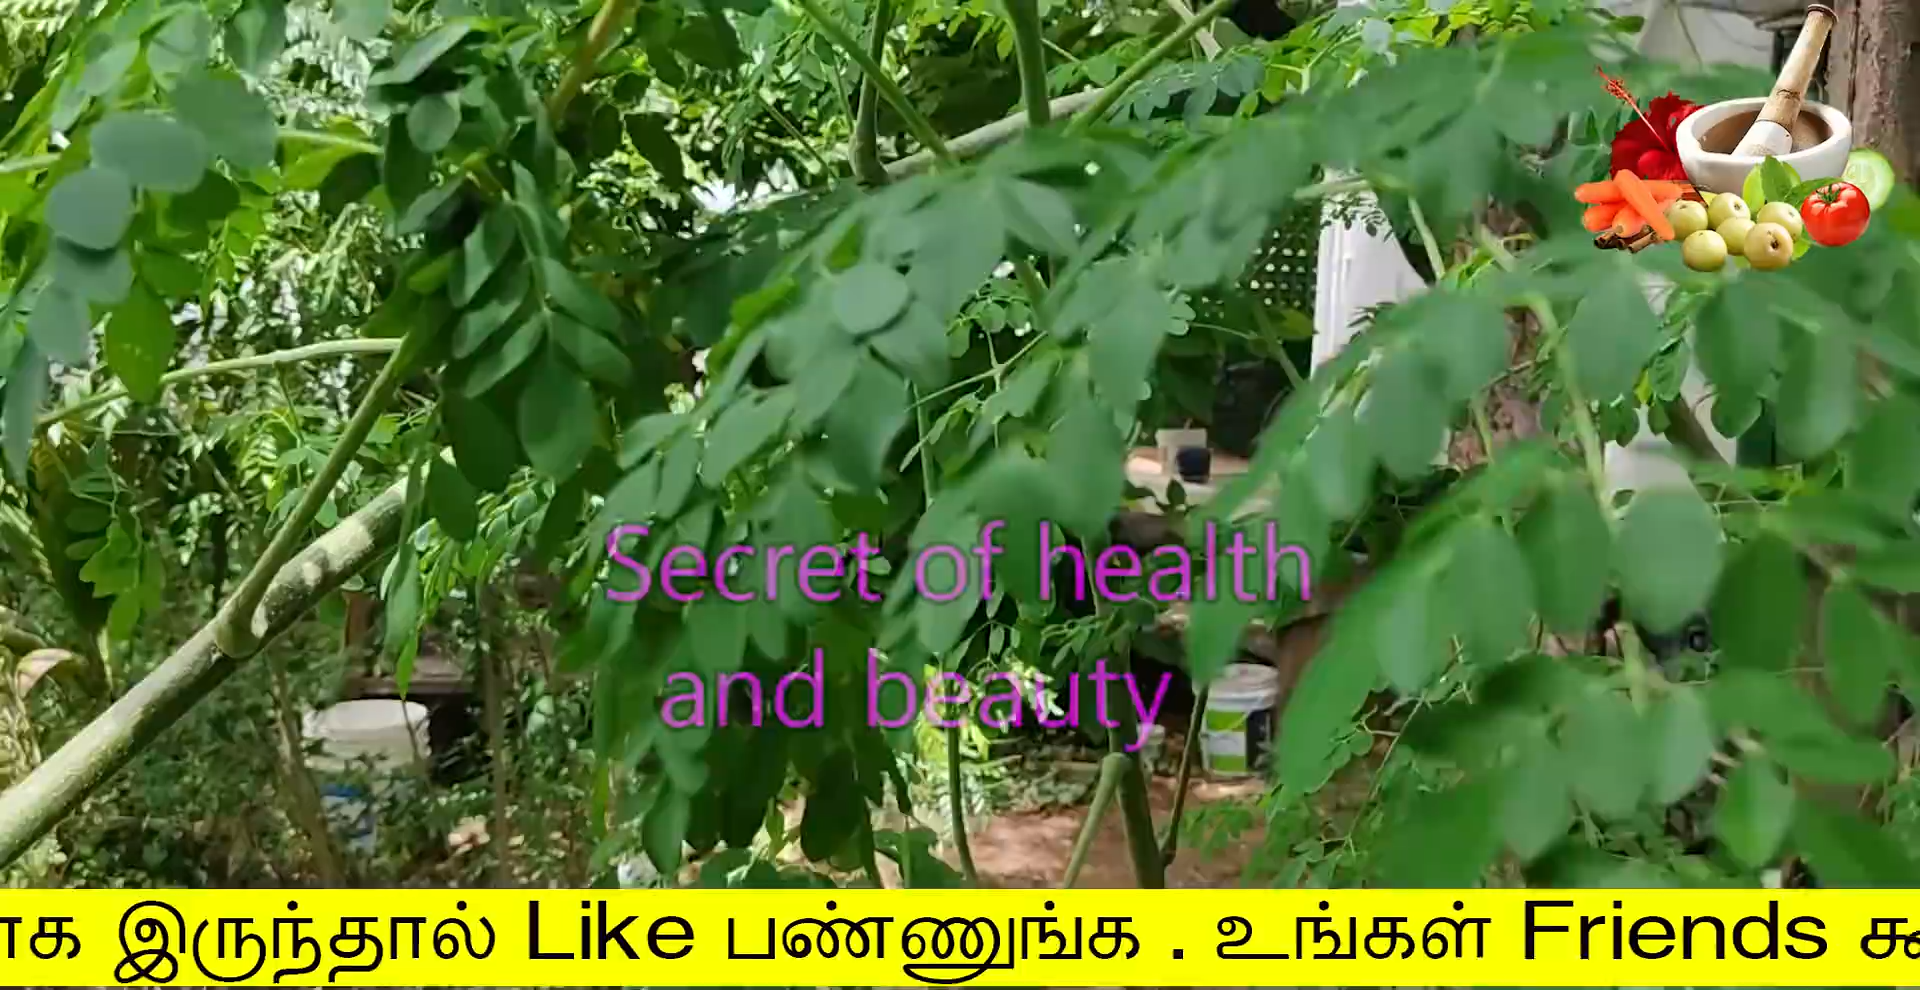 Secret of health
and beauty
இருந்தால் Like பண்ணுங்க . உங்கள் Friends